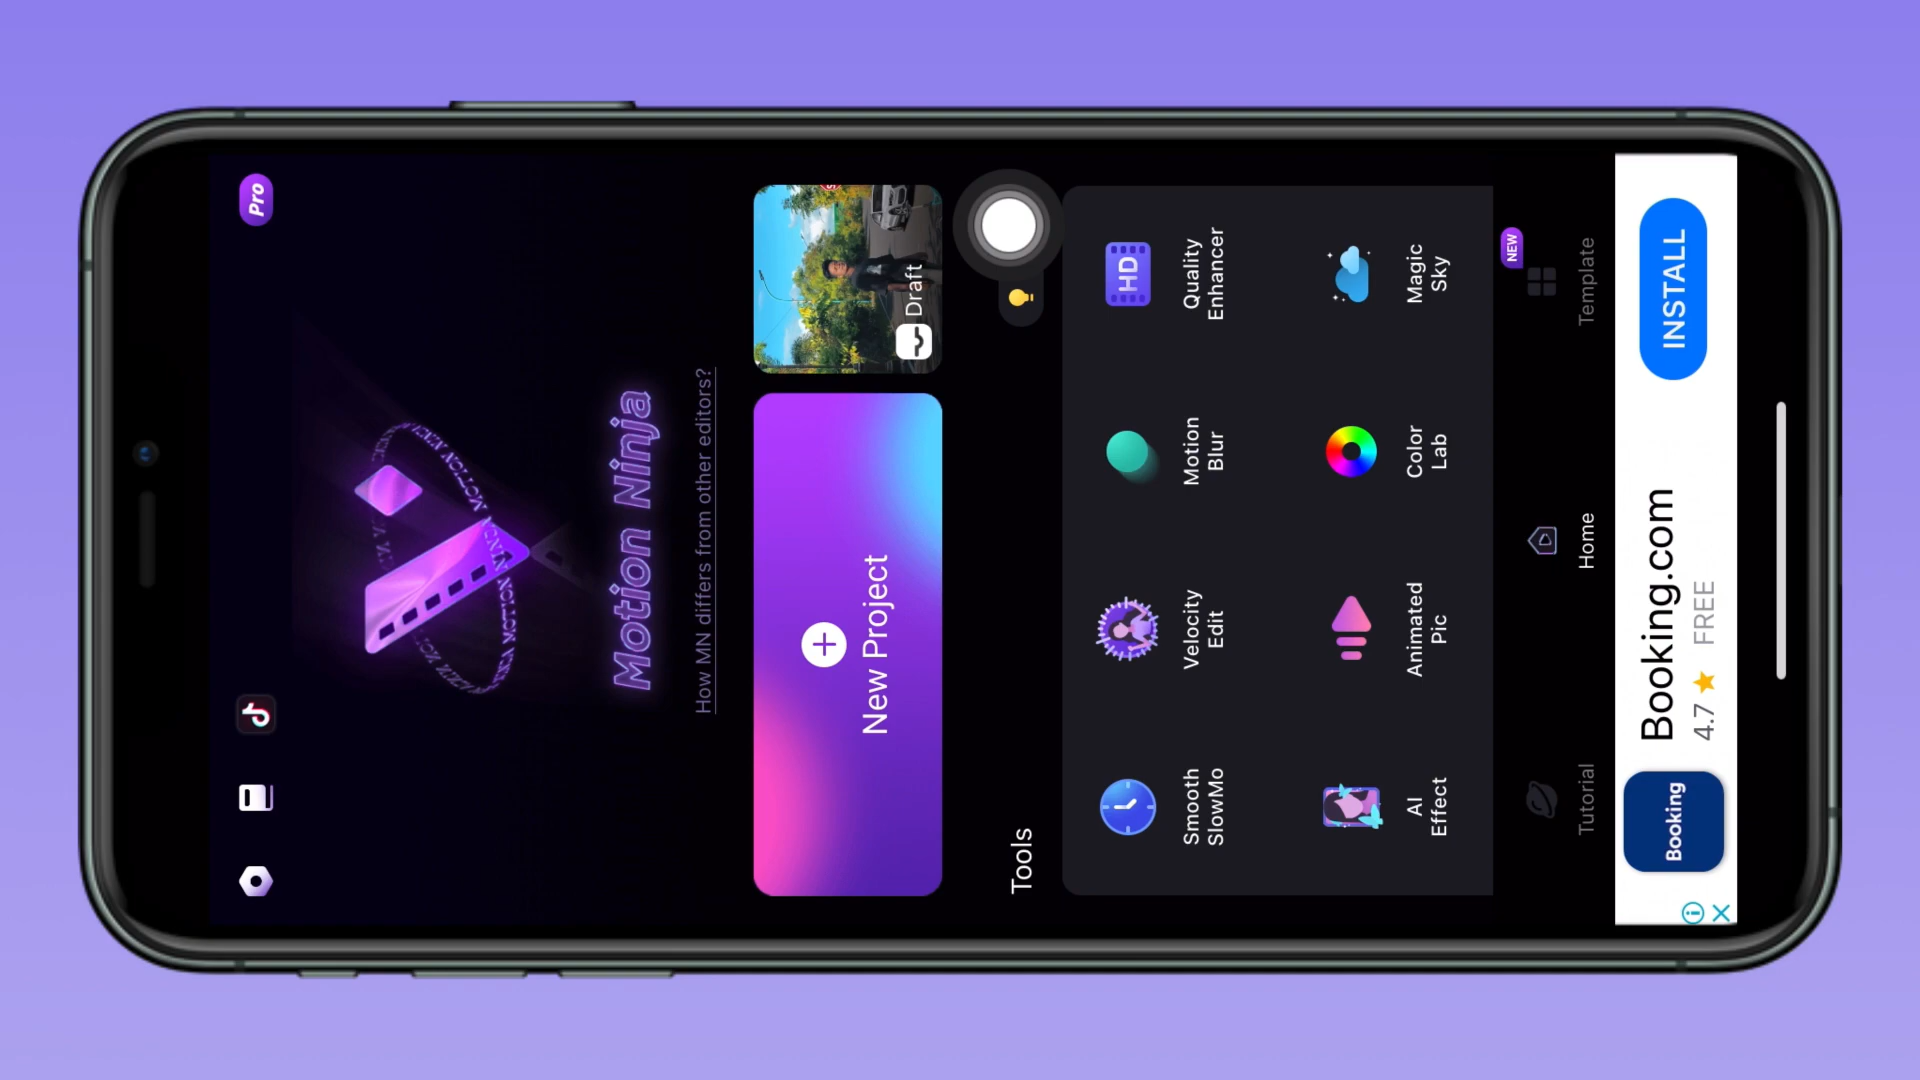 Pro
Motion Ninja
How MN differs from other editors?
New Project
Draft
Tools
Smooth
SlowMo
Velocity
Edit
Motion
Blur
HD
Quality
Enhancer
AI
Effect
Animated
Pic
Color
Lab
Magic
Sky
Tutorial
Home
NEW
Template
Booking
Booking.com
4.7 ★ FREE
INSTALL